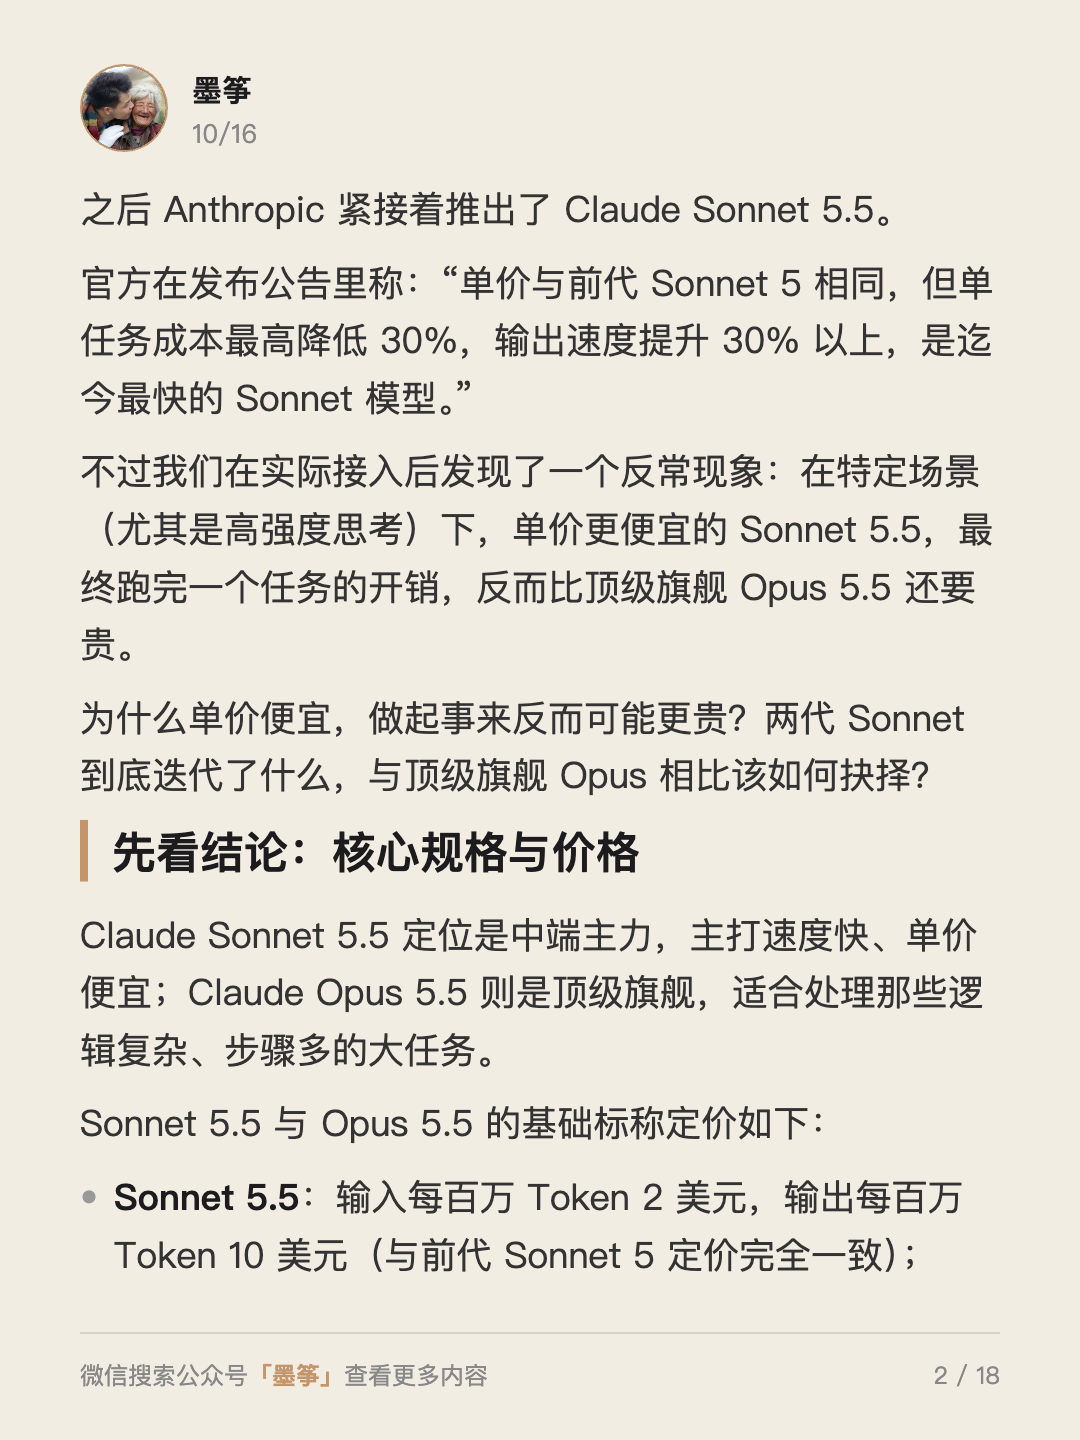 墨筝
10/16
之后 Anthropic 紧接着推出了 Claude Sonnet 5.5。
官方在发布公告里称：“单价与前代 Sonnet 5 相同，但单
任务成本最高降低 30%，输出速度提升 30% 以上，是迄
今最快的 Sonnet 模型。”
不过我们在实际接入后发现了一个反常现象：在特定场景
（尤其是高强度思考）下，单价更便宜的 Sonnet 5.5，最
终跑完一个任务的开销，反而比顶级旗舰 Opus 5.5 还要
贵。
为什么单价便宜，做起事来反而可能更贵？两代 Sonnet
到底迭代了什么，与顶级旗舰 Opus 相比该如何抉择？
先看结论：核心规格与价格
Claude Sonnet 5.5 定位是中端主力，主打速度快、单价
便宜；Claude Opus 5.5 则是顶级旗舰，适合处理那些逻
辑复杂、步骤多的大任务。
Sonnet 5.5 与 Opus 5.5 的基础标称定价如下：
• Sonnet 5.5：输入每百万 Token 2 美元，输出每百万
Token 10 美元（与前代 Sonnet 5 定价完全一致）；
微信搜索公众号「墨筝」查看更多内容
2 / 18